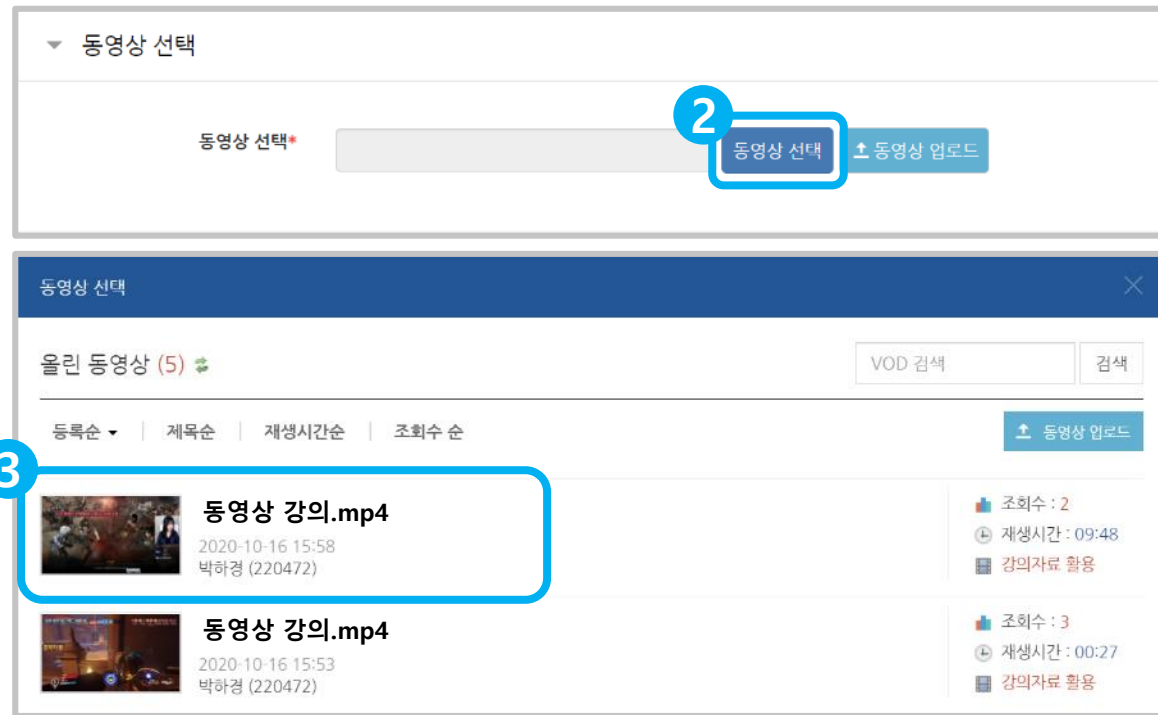 동영상 선택
2
동영상 선택*
동영상 선택
동영상 업로드
동영상 선택
올린 동영상 (5)
VOD 검색
검색
등록순
제목순
재생시간순
조회수 순
동영상 업로드
3
동영상 강의.mp4
2020-10-16 15:58
박하경 (220472)
조회수 : 2
재생시간 : 09:48
강의자료 활용
동영상 강의.mp4
2020-10-16 15:53
박하경 (220472)
조회수 : 3
재생시간 : 00:27
강의자료 활용